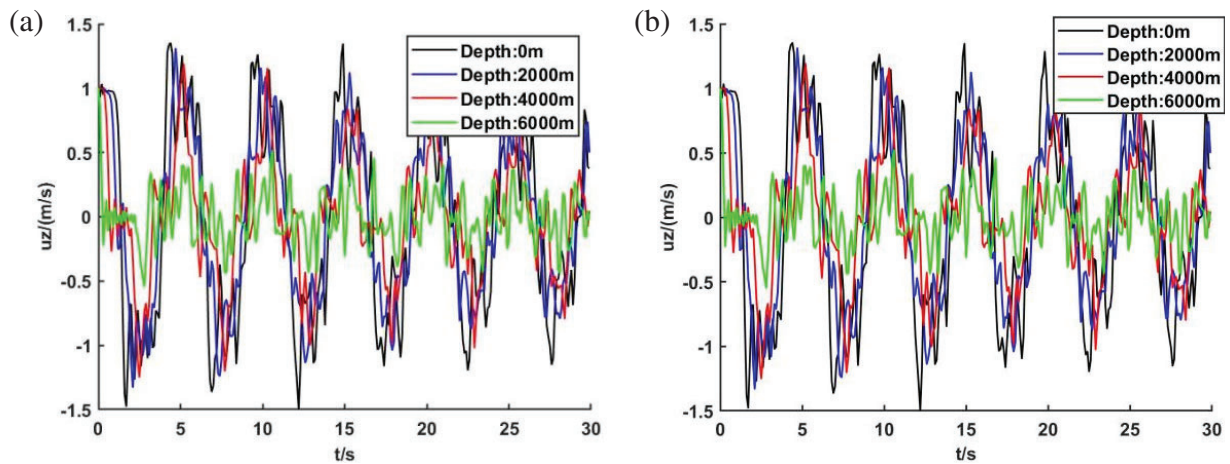 (a)
1.5
1
0.5
0
-0.5
-1
-1.5
uz/(m/s)
Depth:0m
Depth:2000m
Depth:4000m
Depth:6000m
0 5 10 15 20 25 30
t/s
(b)
1.5
1
0.5
0
-0.5
-1
-1.5
uz/(m/s)
Depth:0m
Depth:2000m
Depth:4000m
Depth:6000m
0 5 10 15 20 25 30
t/s